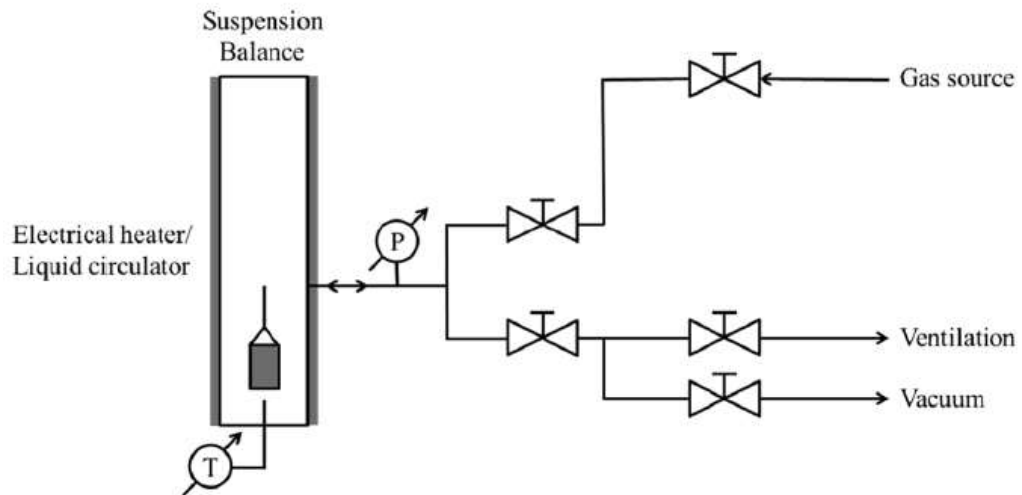 Suspension
Balance
Gas source
Electrical heater/
Liquid circulator
P
Ventilation
Vacuum
T